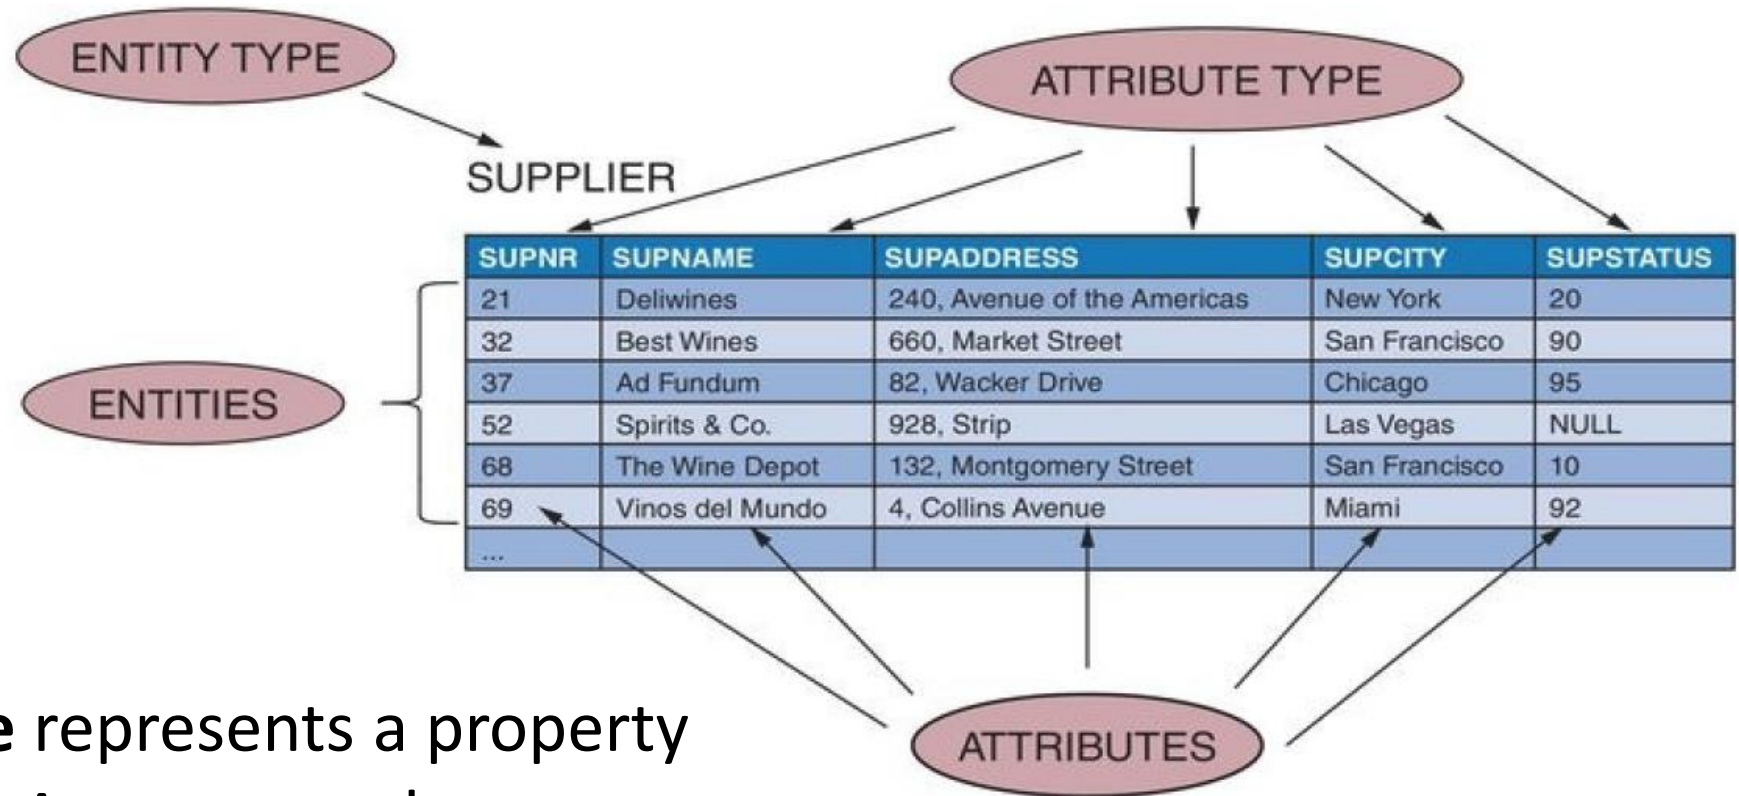 ENTITY TYPE
ATTRIBUTE TYPE
SUPPLIER
SUPNR SUPNAME SUPADDRESS SUPCITY SUPSTATUS
21 Deliwines 240, Avenue of the Americas New York 20
32 Best Wines 660, Market Street San Francisco 90
37 Ad Fundum 82, Wacker Drive Chicago 95
52 Spirits & Co. 928, Strip Las Vegas NULL
68 The Wine Depot 132, Montgomery Street San Francisco 10
69 Vinos del Mundo 4, Collins Avenue Miami 92
...
ENTITIES
ATTRIBUTES
e represents a property